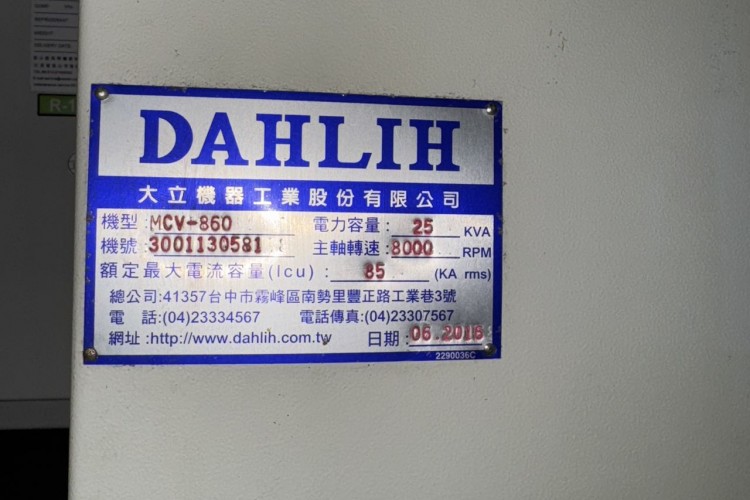 R-1
DAHLIH
大立機器工業股份有限公司
機型:MCV-860 電力容量: 25 KVA
機號:3001130581 主軸轉速:8000 RPM
額定最大電流容量(Icu) : 85 (KA rms)
總公司:41357台中市霧峰區南勢里豐正路工業巷3號
電 話:(04)23334567 電話傳真:(04)23307567
網址:http://www.dahlih.com.tw 日期:06.2018
2290036C